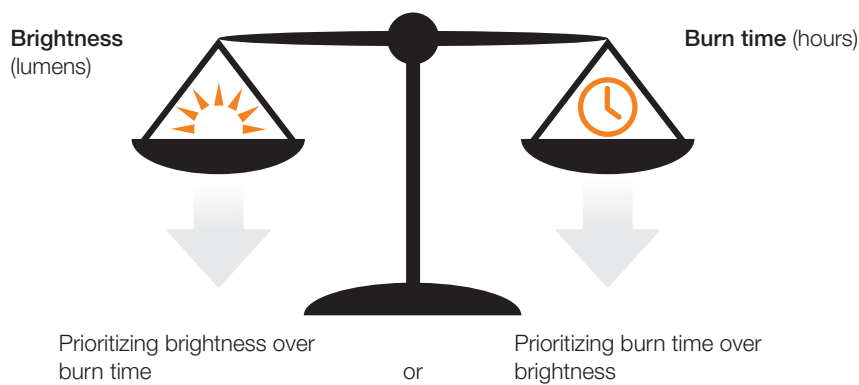 Brightness
(lumens)
Burn time (hours)
Prioritizing brightness over
burn time
or
Prioritizing burn time over
brightness